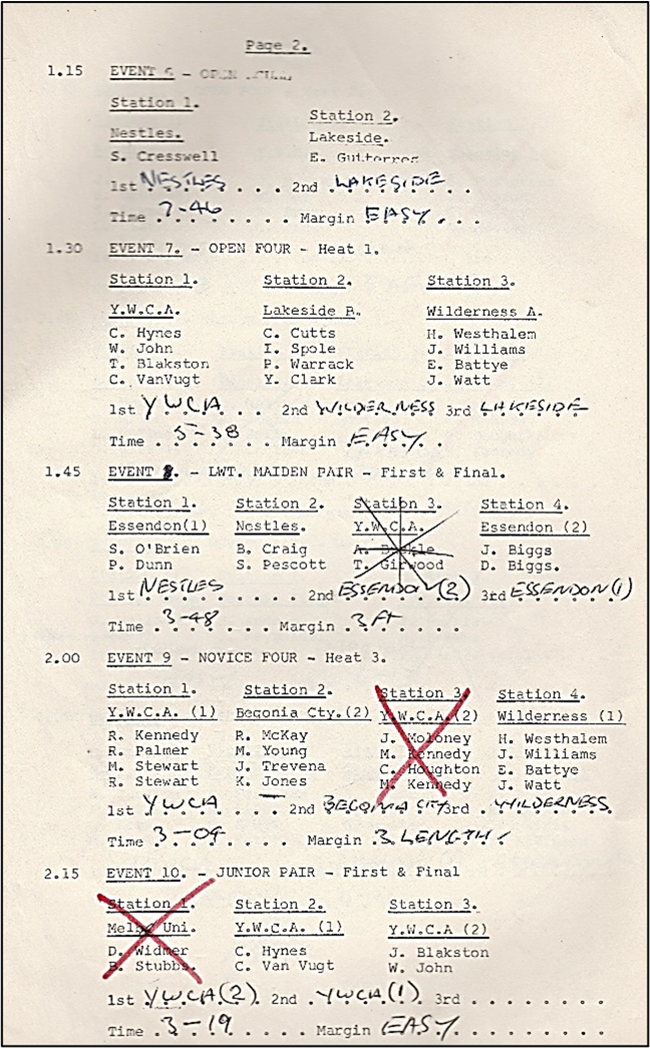 Page 2.
1.15 EVENT 6 - OPEN
Station 1. Station 2.
Nestles. Lakeside.
S. Cresswell E. Gutterres
1st NESTLES . . . 2nd LAKESIDE . .
Time . . . . . . . Margin EASY . . .
1.30 EVENT 7. - OPEN FOUR - Heat 1.
Station 1. Station 2. Station 3.
Y.W.C.A. Lakeside B. Wilderness A.
C. Hynes C. Cutts H. Westhalem
W. John I. Spole J. Williams
T. Blakston P. Warrack E. Battye
C. VanVugt Y. Clark J. Watt
1st YWCA . . . 2nd WILDERNESS 3rd LAKESIDE
Time . 5-38 . . . . Margin . EASY. .
1.45 EVENT 8. - LWT. MAIDEN PAIR - First & Final.
Station 1. Station 2. Station 3. Station 4.
Essendon(1) Nestles. Y.W.C.A. Essendon (2)
S. O'Brien B. Craig A. J. Biggs
P. Dunn S. Pescott T. Girwood D. Biggs.
1st NESTLES . . . . . 2nd ESSENDON(2) 3rd ESSENDON(1)
Time . 3-48 . . . . Margin . 3 Ft . . . . .
2.00 EVENT 9 - NOVICE FOUR - Heat 3.
Station 1. Station 2. Station 3. Station 4.
Y.W.C.A. (1) Begonia Cty.(2) Y.W.C.A.(2) Wilderness (1)
R. Kennedy R. McKay J. Moloney H. Westhalem
R. Palmer M. Young M. Kennedy J. Williams
M. Stewart J. Trevena C. Houghton E. Battye
R. Stewart K. Jones M. Kennedy J. Watt
1st YWCA . . . 2nd BEGONIA CITY 3rd . WILDERNESS
Time . 3-09 . . . . Margin . 3 LENGTH
2.15 EVENT 10. - JUNIOR PAIR - First & Final
Station 1. Station 2. Station 3.
Melb. Uni. Y.W.C.A. (1) Y.W.C.A (2)
D. Widmer C. Hynes J. Blakston
B. Stubbs. C. Van Vugt W. John
1st YWCA(2). 2nd . YWCA(1) 3rd . . . . . . . . .
Time . 3-19 . . . . . Margin EASY. . . . . . . . .